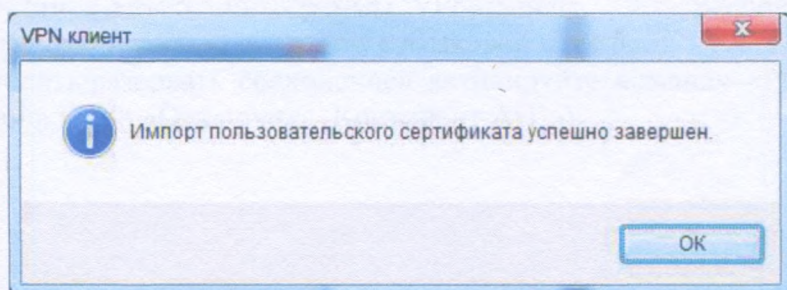 VPN клиент
Импорт пользовательского сертификата успешно завершен.
OK